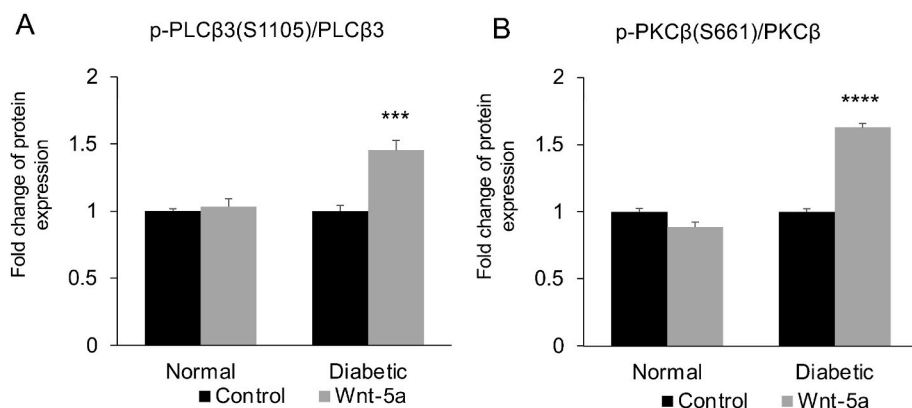 A
p-PLCβ3(S1105)/PLCβ3
Fold change of protein
expression
2
1.5
1
0.5
0
***
Normal
Diabetic
Control
Wnt-5a
B
p-PKCβ(S661)/PKCβ
Fold change of protein
expression
2
1.5
1
0.5
0
****
Normal
Diabetic
Control
Wnt-5a